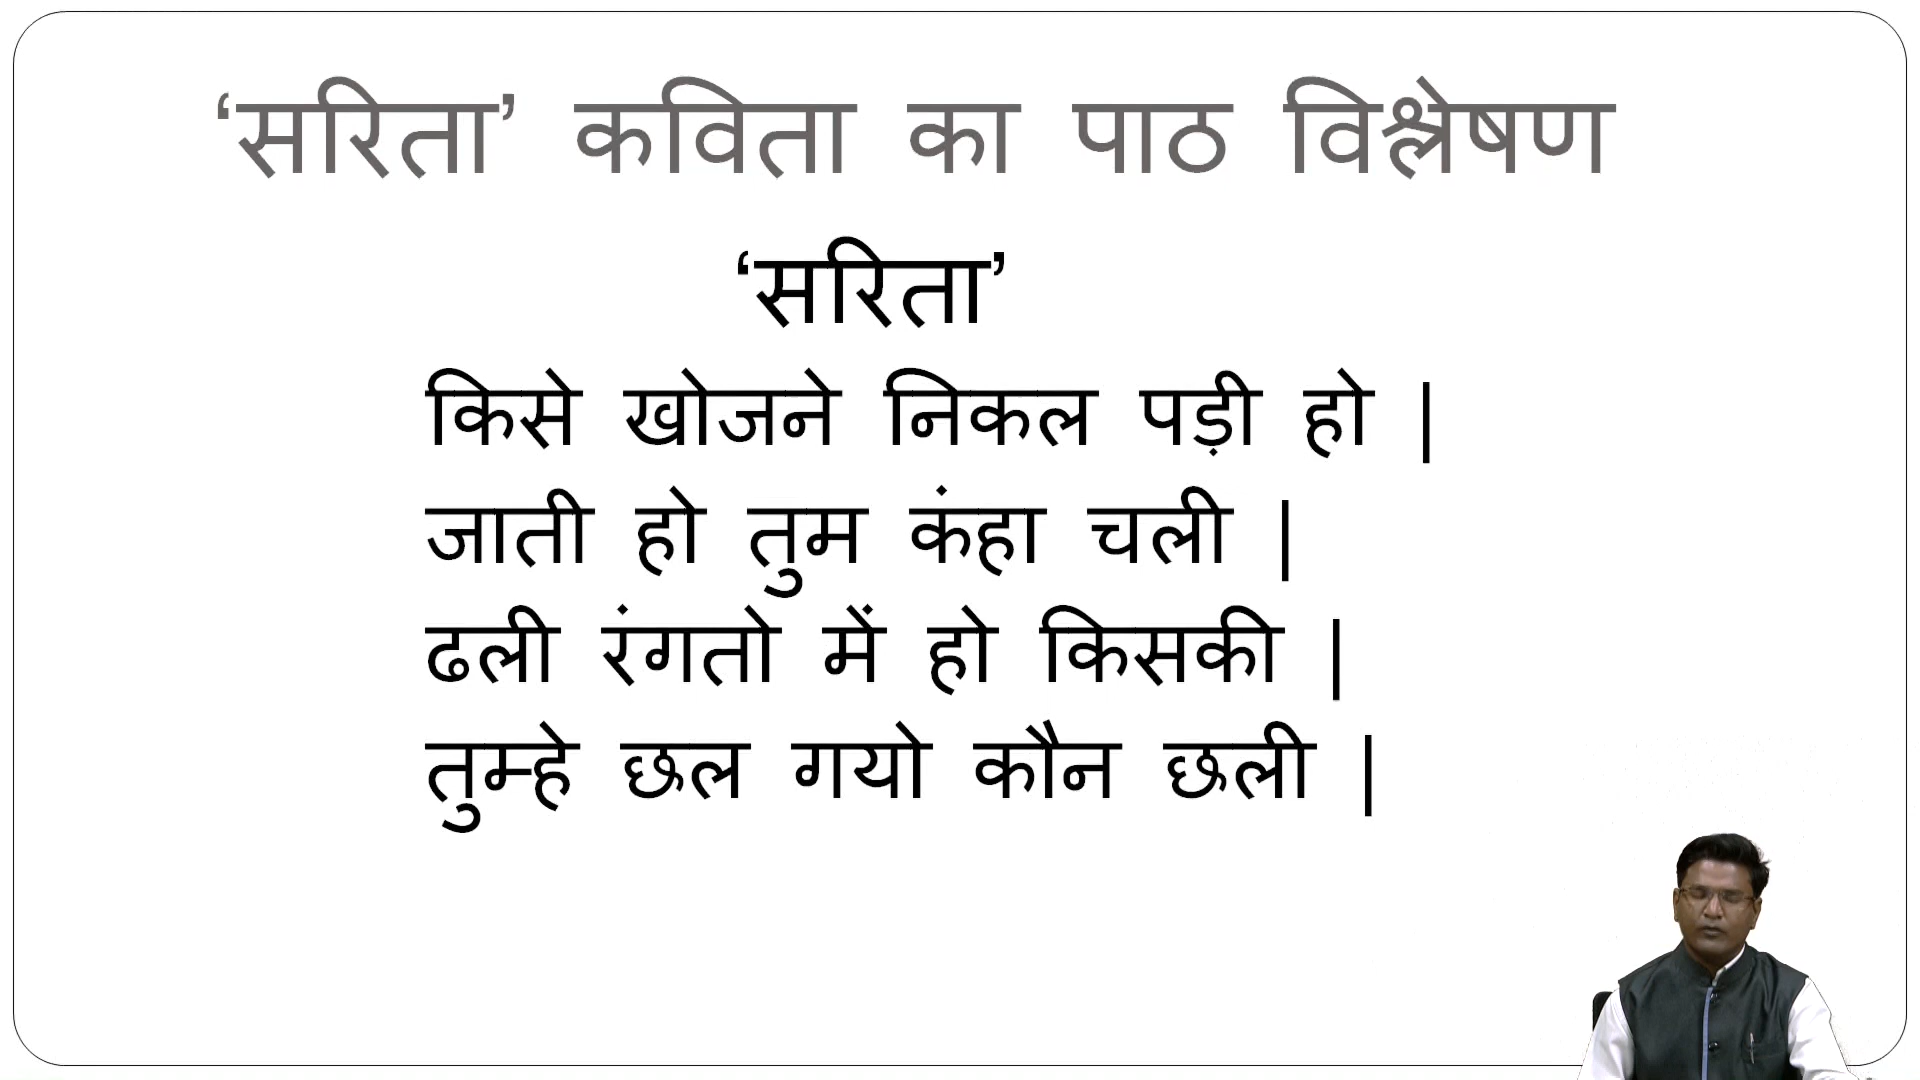 ‘सरिता’ कविता का पाठ विश्लेषण
‘सरिता’
किसे खोजने निकल पड़ी हो |
जाती हो तुम कंहा चली |
ढली रंगतो में हो किसकी |
तुम्हे छल गयो कौन छली |